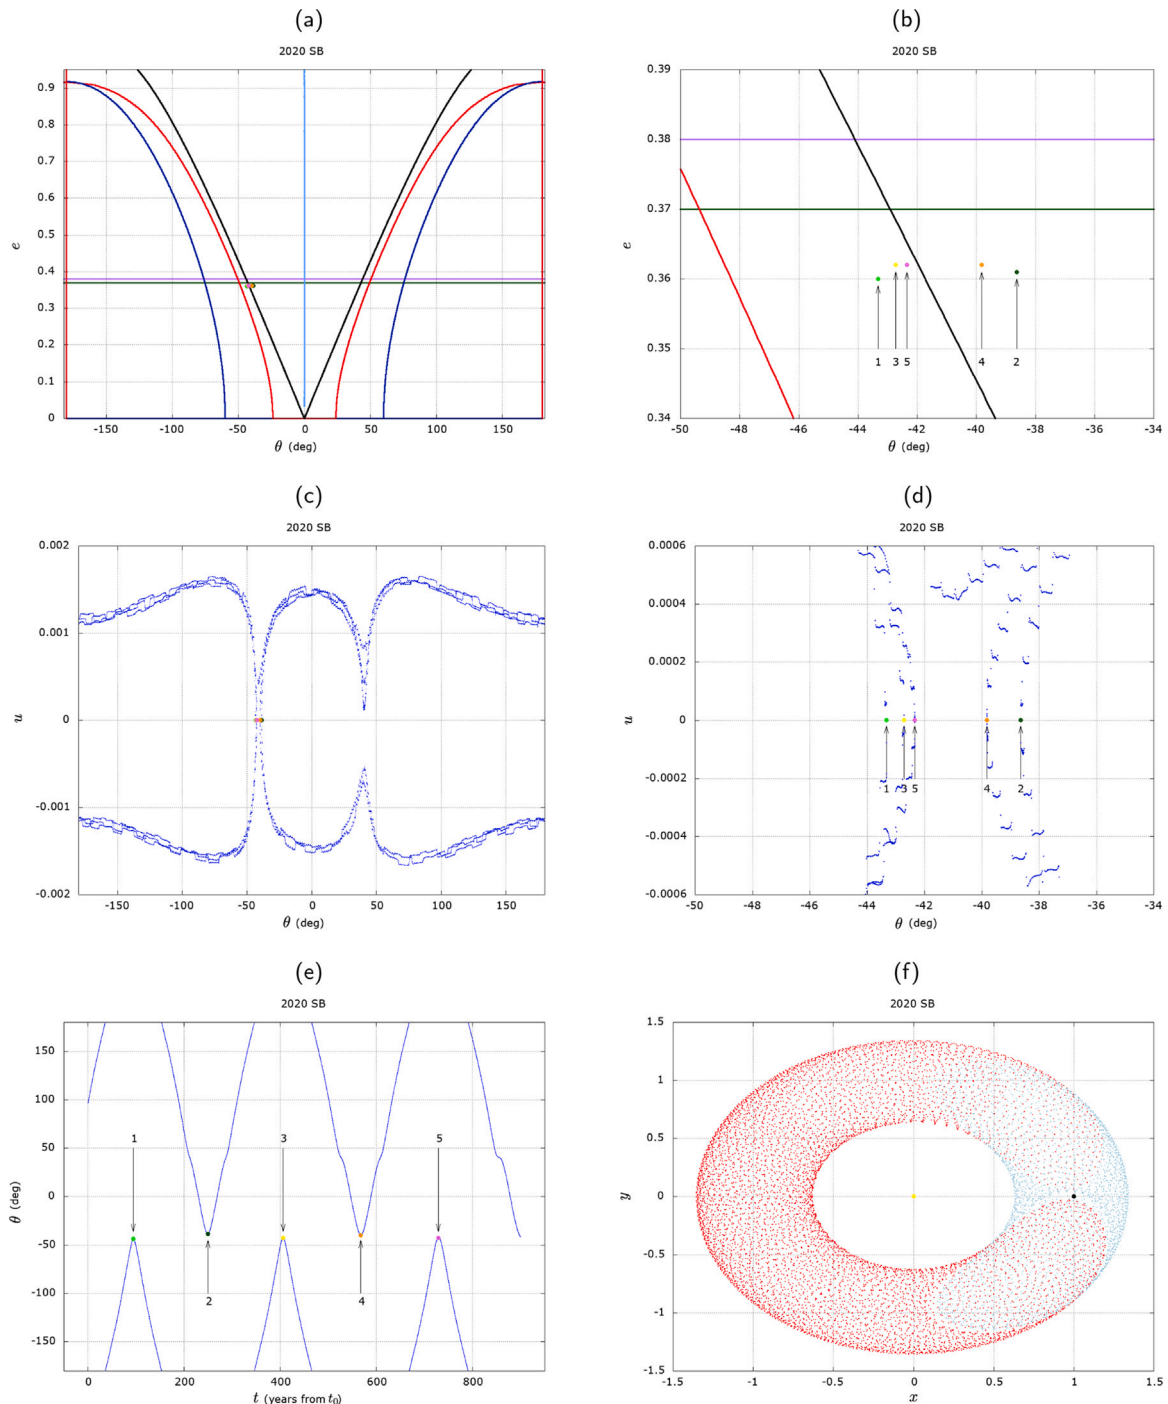 (a)
2020 SB
0.9
0.8
0.7
0.6
0.5
0.4
0.3
0.2
0.1
0
e
-150 -100 -50 0 50 100 150
θ (deg)
(b)
2020 SB
0.39
0.38
0.37
0.36
0.35
0.34
e
1 3 5 4 2
-50 -48 -46 -44 -42 -40 -38 -36 -34
θ (deg)
(c)
2020 SB
0.002
0.001
0
-0.001
-0.002
u
-150 -100 -50 0 50 100 150
θ (deg)
(d)
2020 SB
0.0006
0.0004
0.0002
0
-0.0002
-0.0004
-0.0006
u
1 3 5 4 2
-50 -48 -46 -44 -42 -40 -38 -36 -34
θ (deg)
(e)
2020 SB
150
100
50
0
-50
-100
-150
θ (deg)
1 3 5
2 4
0 200 400 600 800
t (years from t0)
(f)
2020 SB
1.5
1
0.5
0
-0.5
-1
-1.5
y
-1.5 -1 -0.5 0 0.5 1 1.5
x